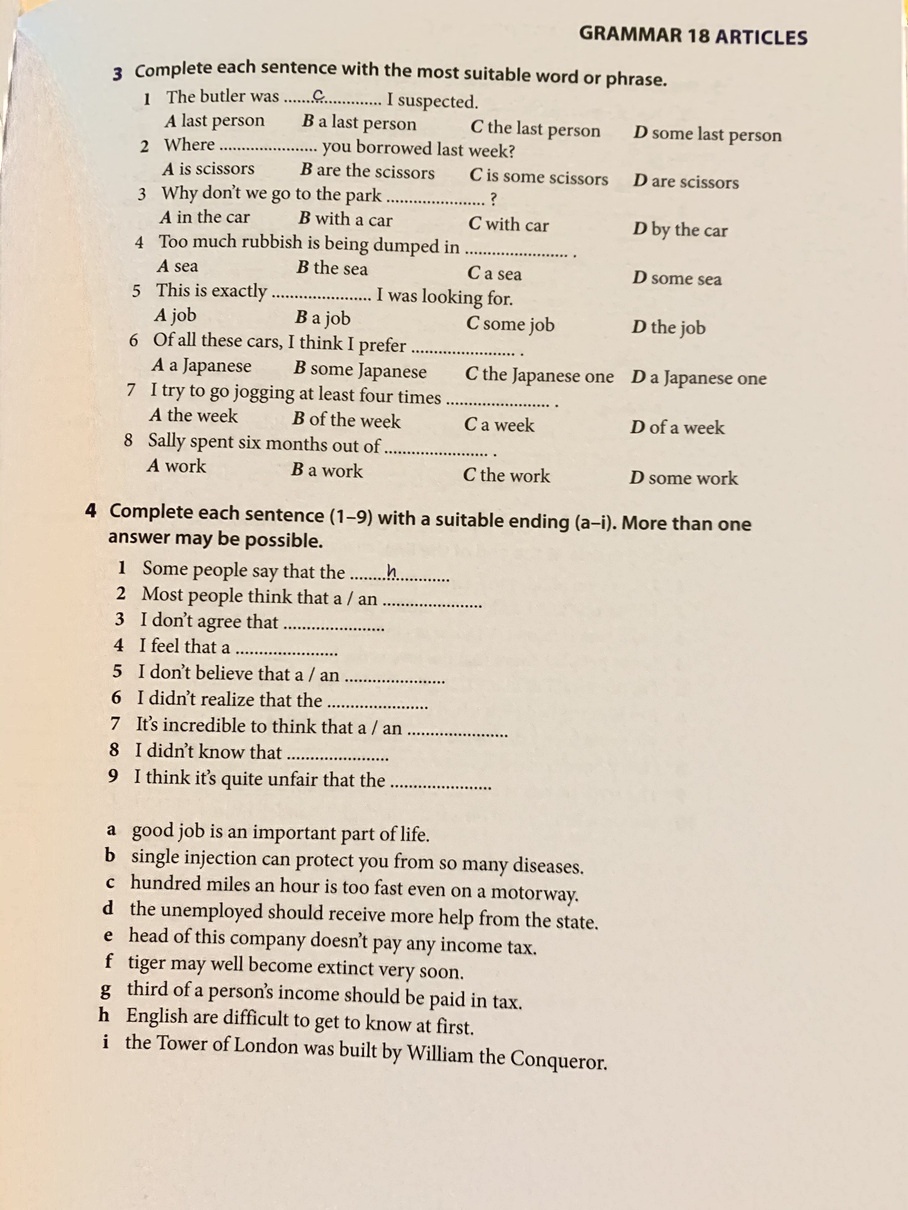 GRAMMAR 18 ARTICLES
3 Complete each sentence with the most suitable word or phrase.
1 The butler was .......c.............. I suspected.
A last person B a last person C the last person D some last person
2 Where ...................... you borrowed last week?
A is scissors B are the scissors C is some scissors D are scissors
3 Why don't we go to the park ...................... ?
A in the car B with a car C with car D by the car
4 Too much rubbish is being dumped in ....................... .
A sea B the sea C a sea D some sea
5 This is exactly ...................... I was looking for.
A job B a job C some job D the job
6 Of all these cars, I think I prefer ....................... .
A a Japanese B some Japanese C the Japanese one D a Japanese one
7 I try to go jogging at least four times ....................... .
A the week B of the week C a week D of a week
8 Sally spent six months out of ....................... .
A work B a work C the work D some work
4 Complete each sentence (1–9) with a suitable ending (a–i). More than one
answer may be possible.
1 Some people say that the ........h............
2 Most people think that a / an ......................
3 I don't agree that ......................
4 I feel that a ......................
5 I don't believe that a / an ......................
6 I didn't realize that the ......................
7 It's incredible to think that a / an ......................
8 I didn't know that ......................
9 I think it's quite unfair that the ......................
a good job is an important part of life.
b single injection can protect you from so many diseases.
c hundred miles an hour is too fast even on a motorway.
d the unemployed should receive more help from the state.
e head of this company doesn't pay any income tax.
f tiger may well become extinct very soon.
g third of a person's income should be paid in tax.
h English are difficult to get to know at first.
i the Tower of London was built by William the Conqueror.